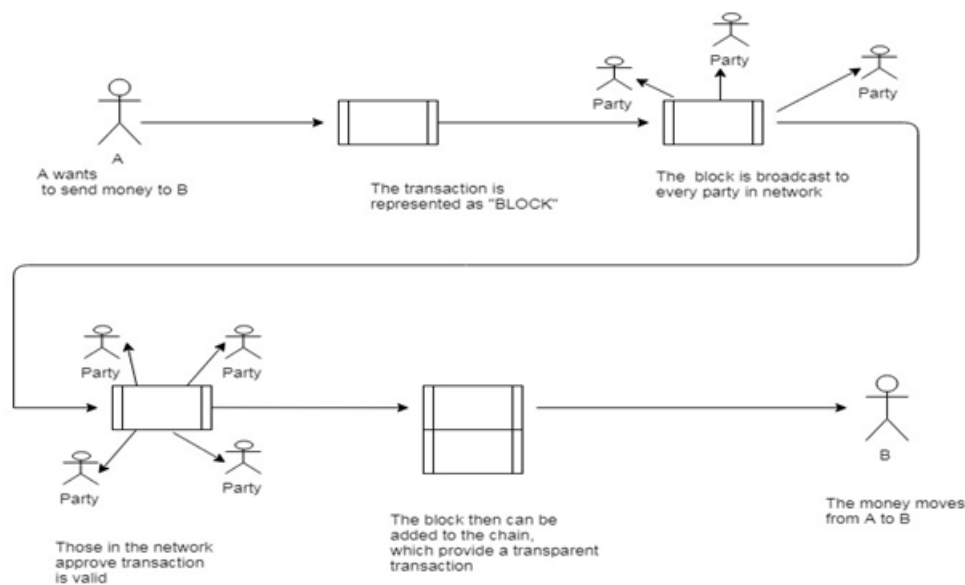 Party
Party
Party
A
A wants
to send money to B
The transaction is
represented as "BLOCK"
The block is broadcast to
every party in network
Party
Party
Party
Party
B
Those in the network
approve transaction
is valid
The block then can be
added to the chain,
which provide a transparent
transaction
The money moves
from A to B